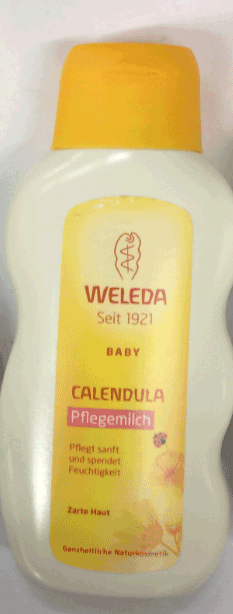 WELEDA
Seit 1921
BABY
CALENDULA
Pflegemilch
Pflegt sanft
und spendet
Feuchtigkeit
Zarte Haut
Ganzheitliche Naturkosmetik